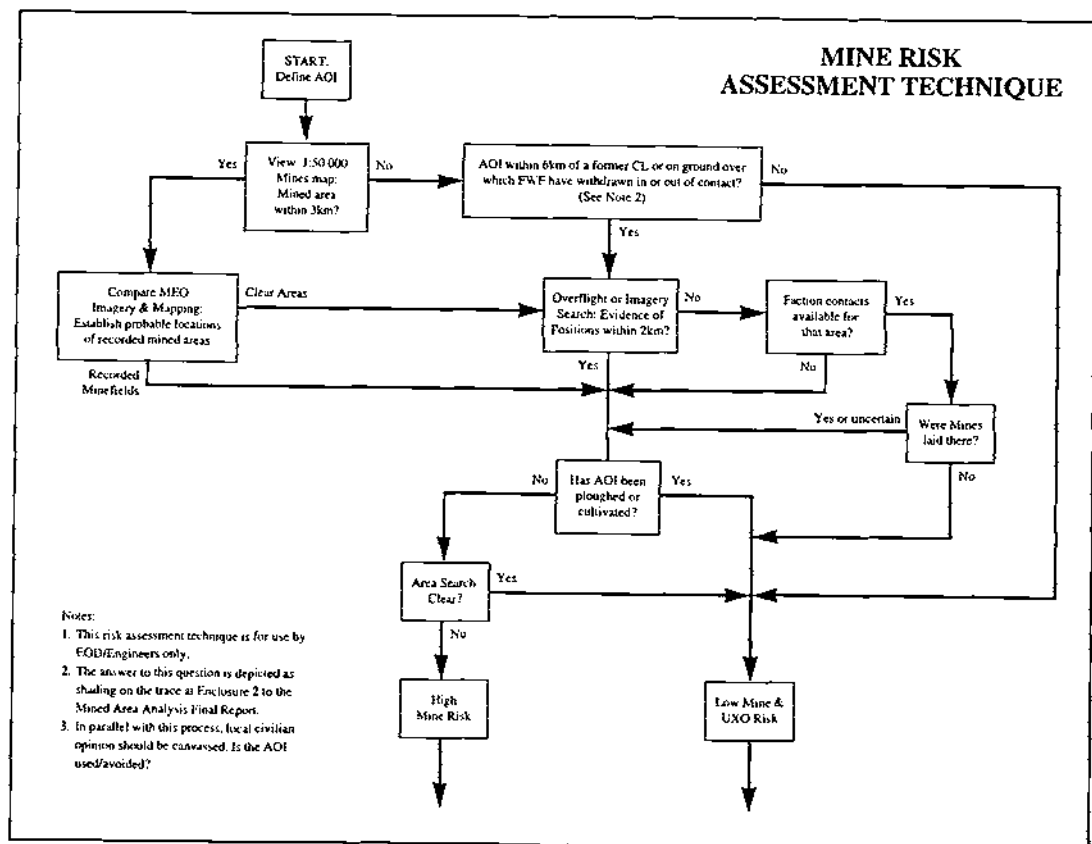 MINE RISK
ASSESSMENT TECHNIQUE
START.
Define AOI
View 1:50 000
Mines map:
Mined area
within 3km?
Yes
No
AOI within 6km of a former CL or on ground over
which FWF have withdrawn in or out of contact?
(See Note 2)
No
Yes
Compare MEO
Imagery & Mapping:
Establish probable locations
of recorded mined areas
Clear Areas
Recorded
Minefields
Overflight or Imagery
Search: Evidence of
Positions within 2km?
No
Yes
Faction contacts
available for
that area?
Yes
No
Were Mines
laid there?
Yes or uncertain
No
Has AOI been
ploughed or
cultivated?
No
Yes
Area Search
Clear?
Yes
No
High
Mine Risk
Low Mine &
UXO Risk
Notes:
1. This risk assessment technique is for use by
EOD/Engineers only.
2. The answer to this question is depicted as
shading on the trace at Enclosure 2 to the
Mined Area Analysis Final Report.
3. In parallel with this process, local civilian
opinion should be canvassed. Is the AOI
used/avoided?